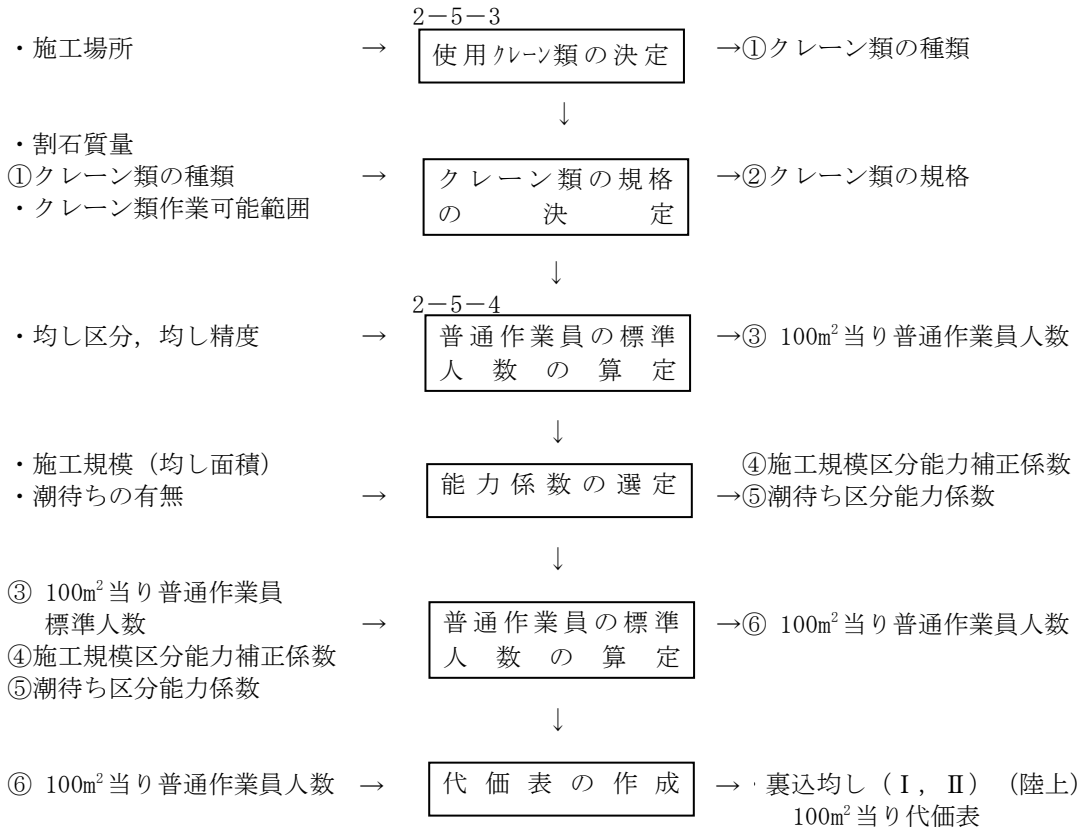 2－5－3
・施工場所 → 使用クレーン類の決定 →①クレーン類の種類
↓
・割石質量
①クレーン類の種類 → クレーン類の規格 →②クレーン類の規格
・クレーン類作業可能範囲 の決定
↓
2－5－4
・均し区分，均し精度 → 普通作業員の標準 →③ 100m²当り普通作業員人数
人数の算定
↓
・施工規模（均し面積） ④施工規模区分能力補正係数
・潮待ちの有無 → 能力係数の選定 →⑤潮待ち区分能力係数
↓
③ 100m²当り普通作業員
標準人数 → 普通作業員の標準 →⑥ 100m²当り普通作業員人数
④施工規模区分能力補正係数 人数の算定
⑤潮待ち区分能力係数
↓
⑥ 100m²当り普通作業員人数 → 代価表の作成 →・裏込均し（Ⅰ，Ⅱ）（陸上）
100m²当り代価表